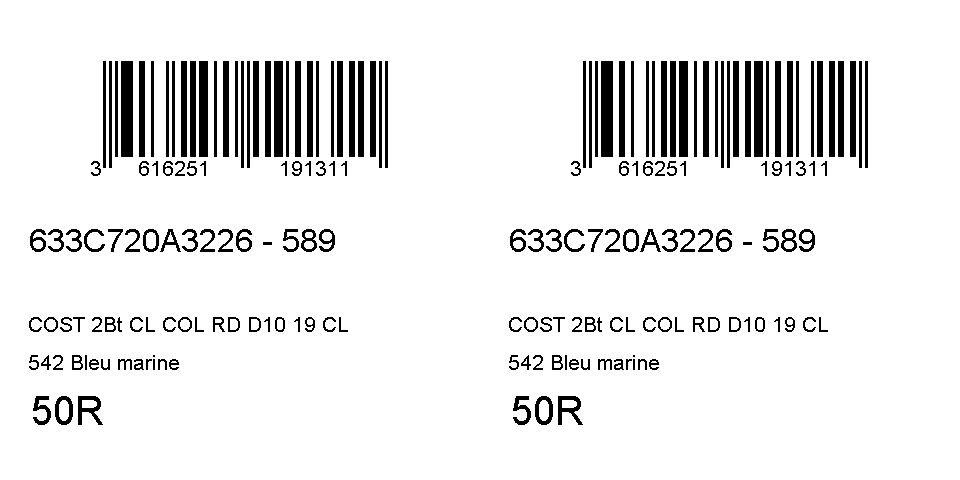 3 616251 191311
633C720A3226 - 589
COST 2Bt CL COL RD D10 19 CL
542 Bleu marine
50R
3 616251 191311
633C720A3226 - 589
COST 2Bt CL COL RD D10 19 CL
542 Bleu marine
50R